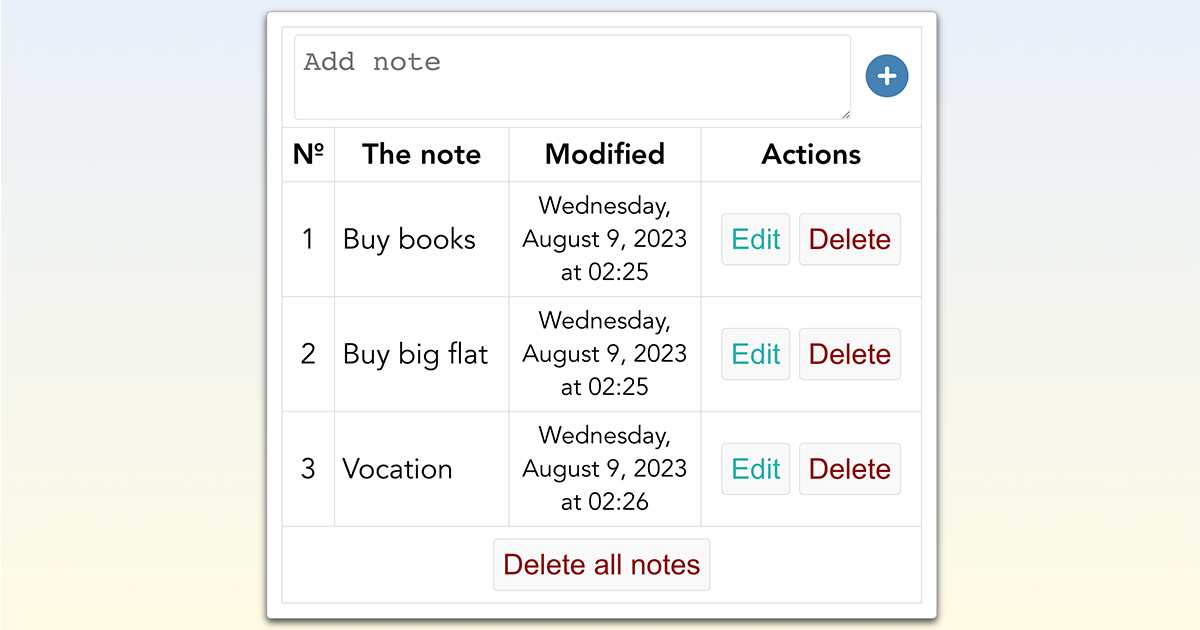 Add note
Nº The note Modified Actions
1 Buy books Wednesday, August 9, 2023 at 02:25 Edit Delete
2 Buy big flat Wednesday, August 9, 2023 at 02:25 Edit Delete
3 Vocation Wednesday, August 9, 2023 at 02:26 Edit Delete
Delete all notes